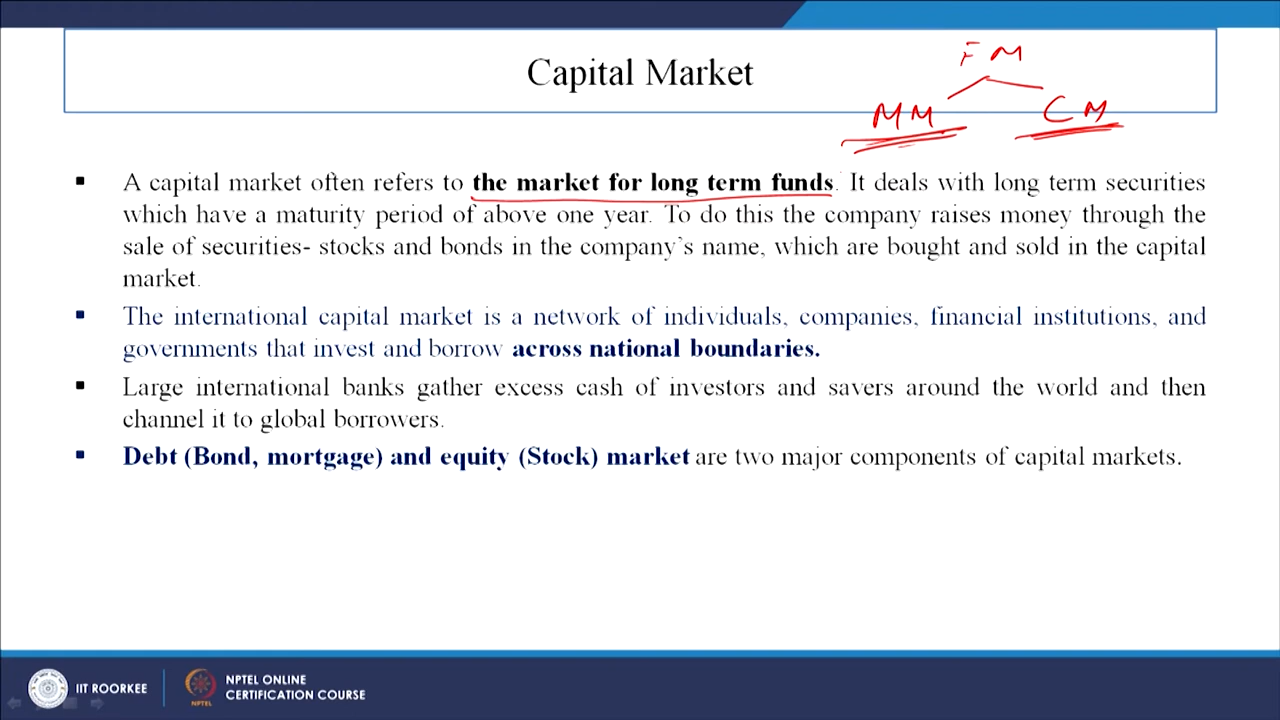 Capital Market
FM
MM CM
▪ A capital market often refers to the market for long term funds. It deals with long term securities
which have a maturity period of above one year. To do this the company raises money through the
sale of securities- stocks and bonds in the company's name, which are bought and sold in the capital
market.
▪ The international capital market is a network of individuals, companies, financial institutions, and
governments that invest and borrow across national boundaries.
▪ Large international banks gather excess cash of investors and savers around the world and then
channel it to global borrowers.
▪ Debt (Bond, mortgage) and equity (Stock) market are two major components of capital markets.
IIT ROORKEE
NPTEL
NPTEL ONLINE
CERTIFICATION COURSE